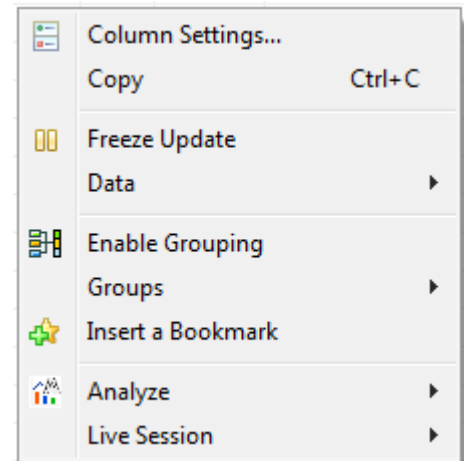 Column Settings...
Copy Ctrl+C
Freeze Update
Data
Enable Grouping
Groups
Insert a Bookmark
Analyze
Live Session